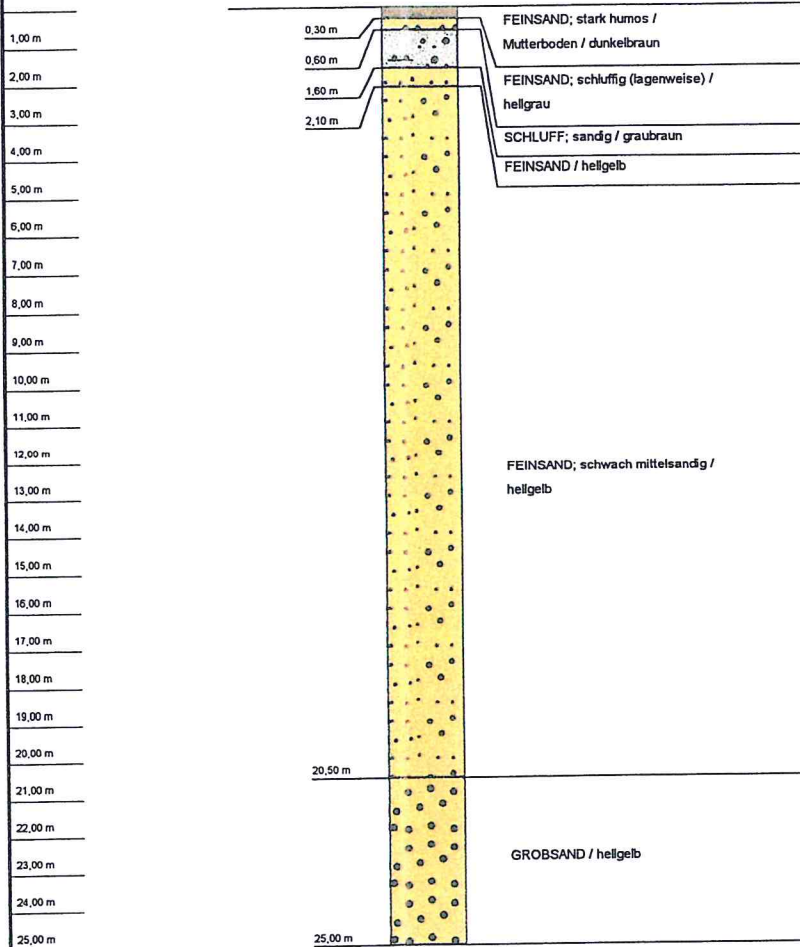 1,00 m
2,00 m
3,00 m
4,00 m
5,00 m
6,00 m
7,00 m
8,00 m
9,00 m
10,00 m
11,00 m
12,00 m
13,00 m
14,00 m
15,00 m
16,00 m
17,00 m
18,00 m
19,00 m
20,00 m
21,00 m
22,00 m
23,00 m
24,00 m
25,00 m
0,30 m
0,60 m
1,60 m
2,10 m
20,50 m
25,00 m
FEINSAND; stark humos /
Mutterboden / dunkelbraun
FEINSAND; schluffig (lagenweise) /
hellgrau
SCHLUFF; sandig / graubraun
FEINSAND / hellgelb
FEINSAND; schwach mittelsandig /
hellgelb
GROBSAND / hellgelb